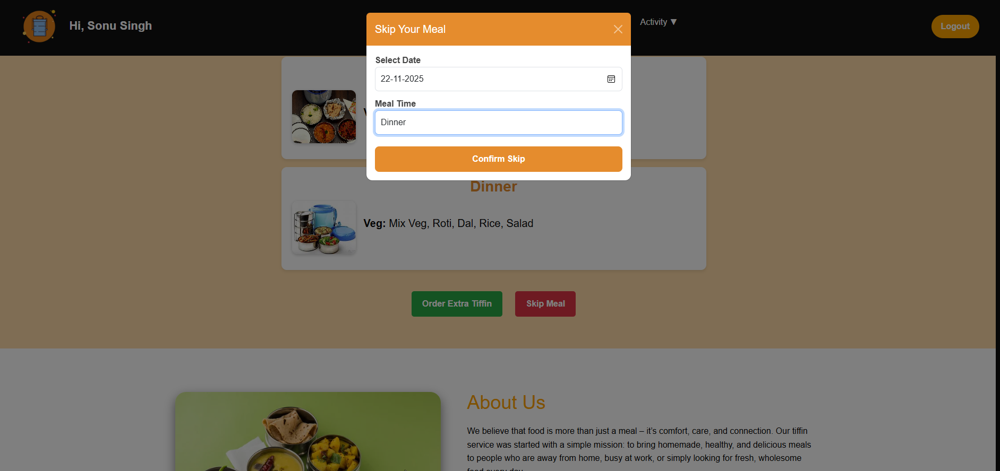 Hi, Sonu Singh
Skip Your Meal
Activity ▼
Logout
Select Date
22-11-2025
Meal Time
Dinner
Confirm Skip
Dinner
Veg: Mix Veg, Roti, Dal, Rice, Salad
Order Extra Tiffin
Skip Meal
About Us
We believe that food is more than just a meal – it’s comfort, care, and connection. Our tiffin
service was started with a simple mission: to bring homemade, healthy, and delicious meals
to people who are away from home, busy at work, or simply looking for fresh, wholesome
food every day.